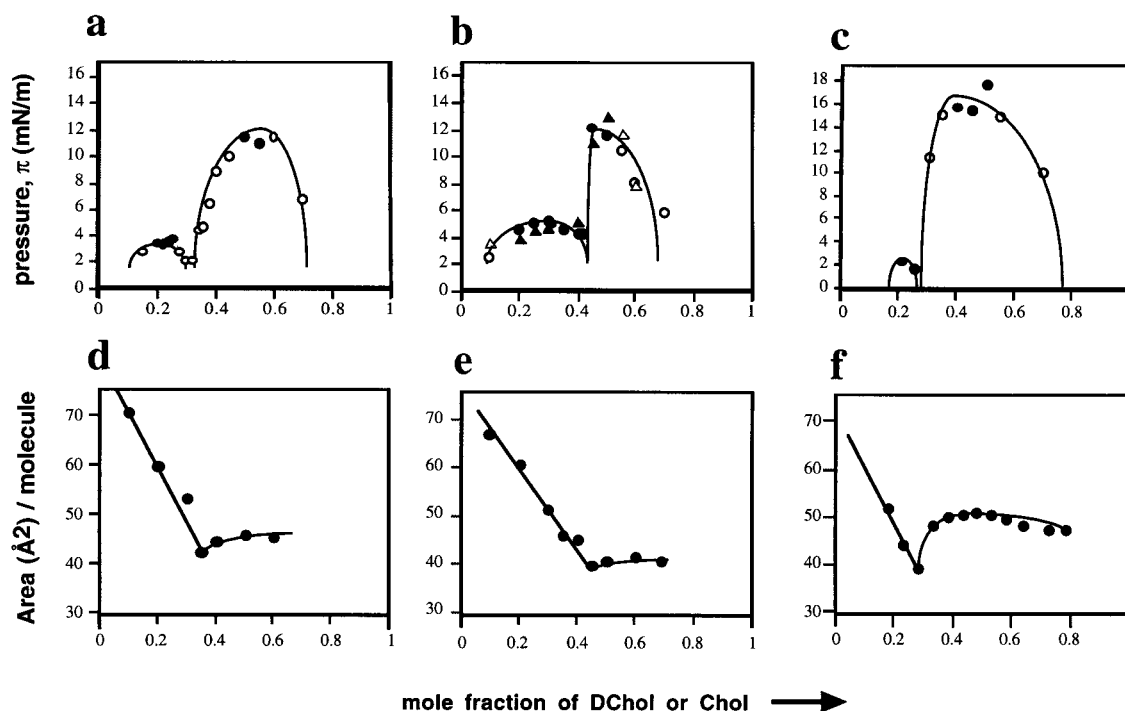 a
b
c
pressure, π (mN/m)
16
14
12
10
8
6
4
2
0
0 0.2 0.4 0.6 0.8 1
16
14
12
10
8
6
4
2
0
0 0.2 0.4 0.6 0.8 1
18
16
14
12
10
8
6
4
2
0
0 0.2 0.4 0.6 0.8
d
e
f
Area (Å2) / molecule
70
60
50
40
30
0 0.2 0.4 0.6 0.8 1
70
60
50
40
30
0 0.2 0.4 0.6 0.8 1
70
60
50
40
30
0 0.2 0.4 0.6 0.8
mole fraction of DChol or Chol